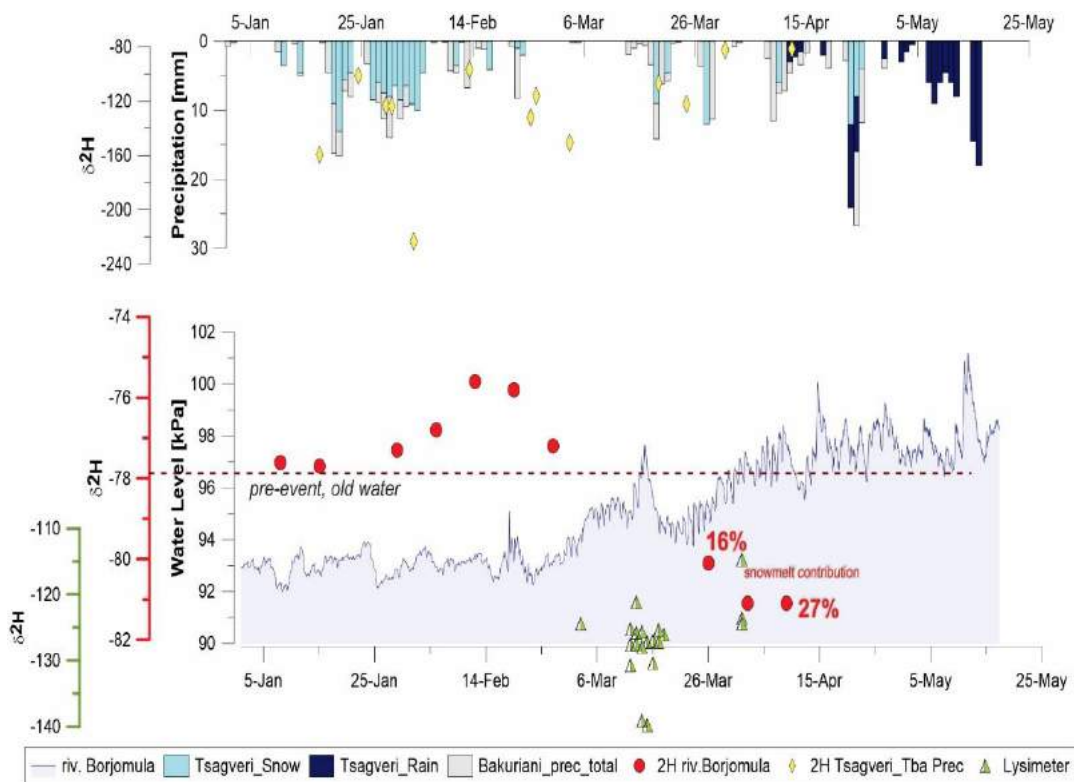 5-Jan 25-Jan 14-Feb 6-Mar 26-Mar 15-Apr 5-May 25-May
-80
-120
-160
-200
-240
δ²H
0
10
20
30
Precipitation [mm]
-74
-76
-78
-80
-82
δ²H
102
100
98
96
94
92
90
Water Level [kPa]
pre-event, old water
16%
snowmelt contribution
27%
-110
-120
-130
-140
δ²H
5-Jan 25-Jan 14-Feb 6-Mar 26-Mar 15-Apr 5-May 25-May
riv. Borjomula Tsagveri_Snow Tsagveri_Rain Bakuriani_prec_total 2H riv.Borjomula 2H Tsagveri_Tba Prec Lysimeter